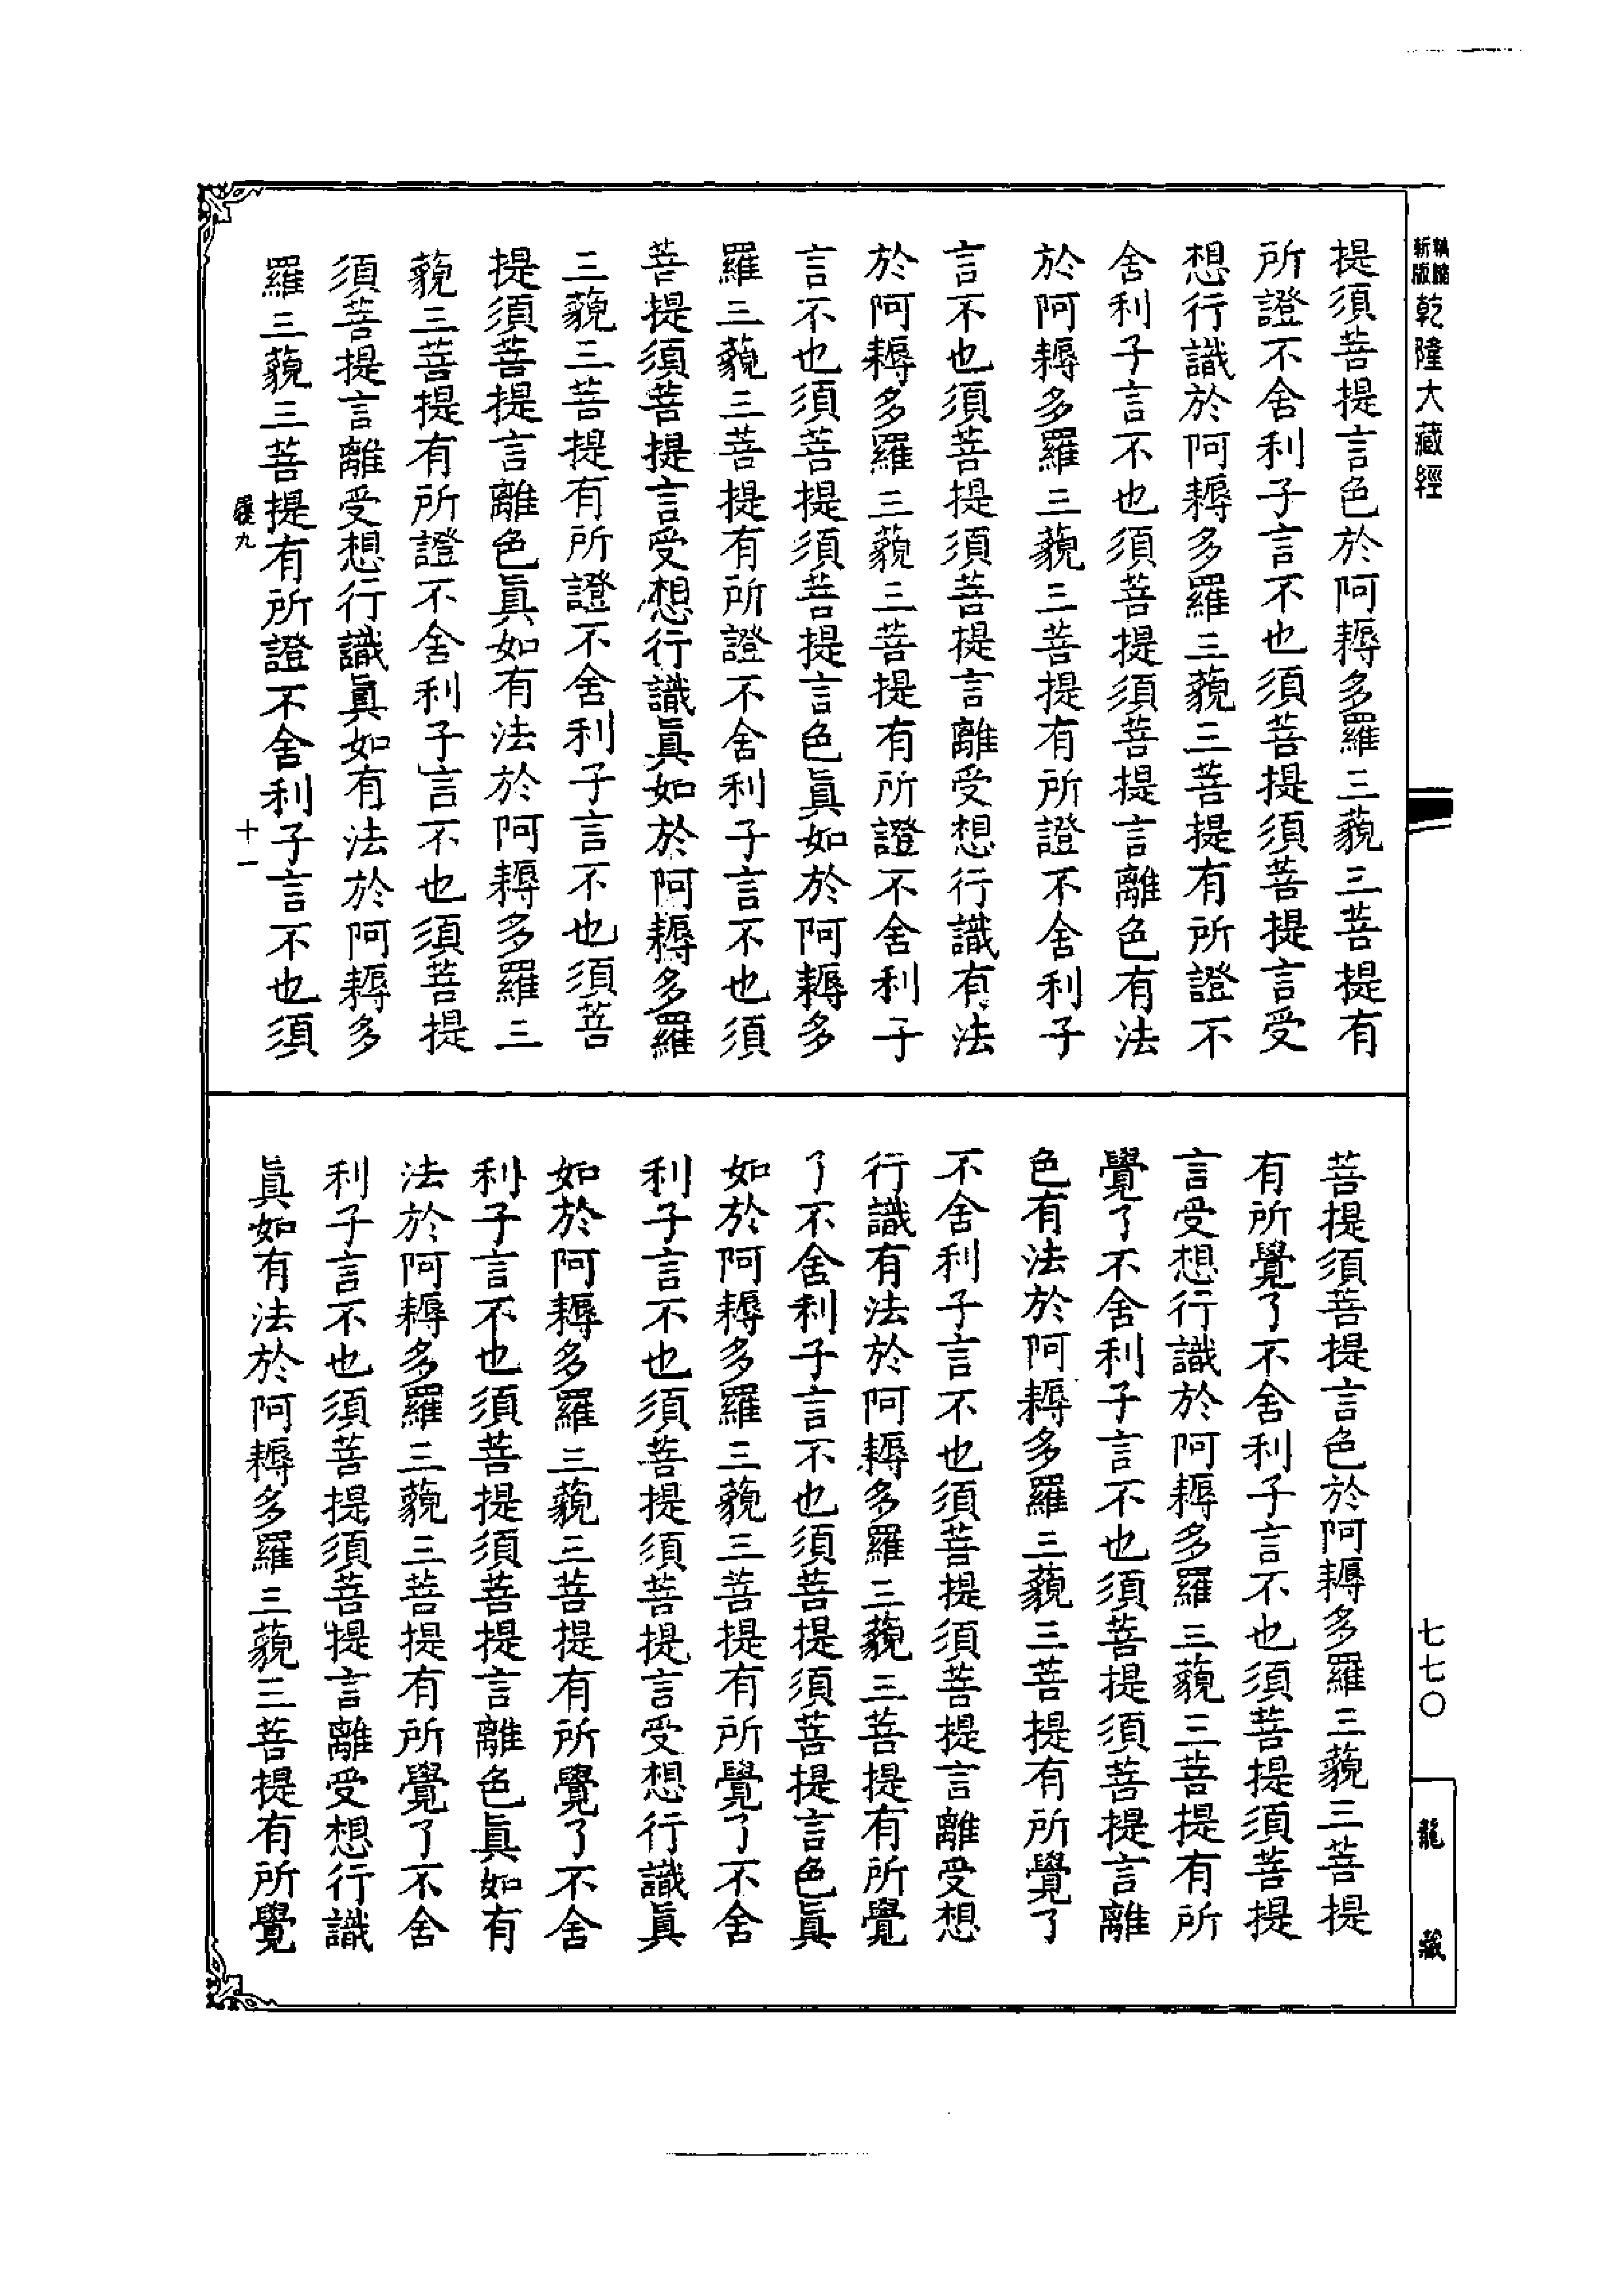 新版
精縮
乾隆大藏經
七七〇
龍藏
提須菩提言色於阿耨多羅三藐三菩提有
所證不舍利子言不也須菩提須菩提言受
想行識於阿耨多羅三藐三菩提有所證不
舍利子言不也須菩提須菩提言離色有法
於阿耨多羅三藐三菩提有所證不舍利子
言不也須菩提須菩提言離受想行識有法
於阿耨多羅三藐三菩提有所證不舍利子
言不也須菩提須菩提言色眞如於阿耨多
羅三藐三菩提有所證不舍利子言不也須
菩提須菩提言受想行識眞如於阿耨多羅
三藐三菩提有所證不舍利子言不也須菩
提須菩提言離色眞如有法於阿耨多羅三
藐三菩提有所證不舍利子言不也須菩提
須菩提言離受想行識眞如有法於阿耨多
羅三藐三菩提有所證不舍利子言不也須
九 十一
菩提須菩提言色於阿耨多羅三藐三菩提
有所覺了不舍利子言不也須菩提須菩提
言受想行識於阿耨多羅三藐三菩提有所
覺了不舍利子言不也須菩提須菩提言離
色有法於阿耨多羅三藐三菩提有所覺了
不舍利子言不也須菩提須菩提言離受想
行識有法於阿耨多羅三藐三菩提有所覺
了不舍利子言不也須菩提須菩提言色眞
如於阿耨多羅三藐三菩提有所覺了不舍
利子言不也須菩提須菩提言受想行識眞
如於阿耨多羅三藐三菩提有所覺了不舍
利子言不也須菩提須菩提言離色眞如有
法於阿耨多羅三藐三菩提有所覺了不舍
利子言不也須菩提須菩提言離受想行識
眞如有法於阿耨多羅三藐三菩提有所覺